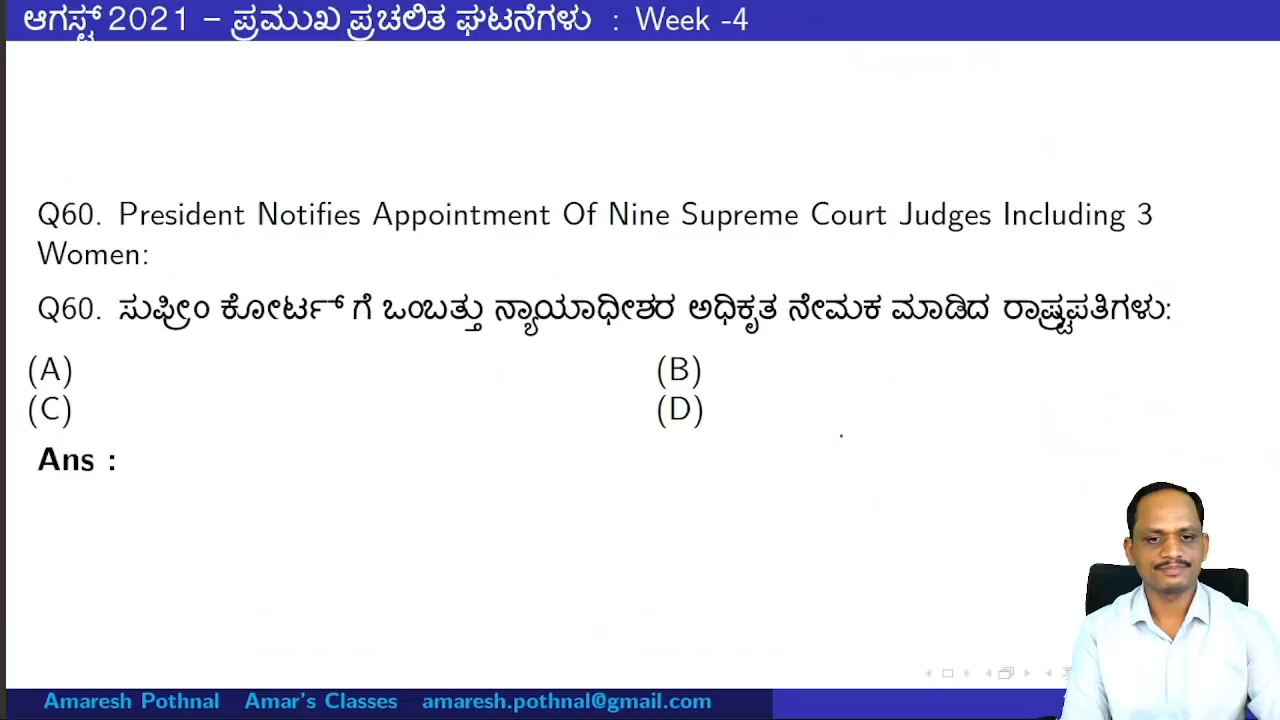 ಆಗಸ್ಟ್ 2021 – ಪ್ರಮುಖ ಪ್ರಚಲಿತ ಘಟನೆಗಳು : Week -4
Q60. President Notifies Appointment Of Nine Supreme Court Judges Including 3
Women:
Q60. ಸುಪ್ರೀಂ ಕೋರ್ಟ್ ಗೆ ಒಂಬತ್ತು ನ್ಯಾಯಾಧೀಶರ ಅಧಿಕೃತ ನೇಮಕ ಮಾಡಿದ ರಾಷ್ಟ್ರಪತಿಗಳು:
(A) (B)
(C) (D)
Ans :
Amaresh Pothnal Amar's Classes amaresh.pothnal@gmail.com